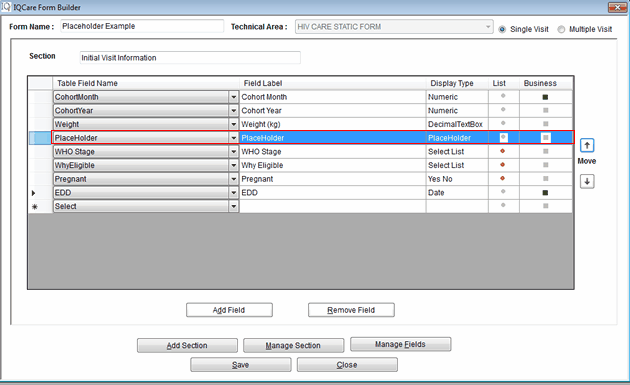 IQCare Form Builder
Form Name : Placeholder Example Technical Area : HIV CARE STATIC FORM Single Visit Multiple Visit
Section Initial Visit Information
Table Field Name Field Label Display Type List Business
CohortMonth Cohort Month Numeric
CohortYear Cohort Year Numeric
Weight Weight (kg) DecimalTextBox
PlaceHolder PlaceHolder PlaceHolder
WHO Stage WHO Stage Select List
WhyEligible Why Eligible Select List
Pregnant Pregnant Yes No
EDD EDD Date
Select
Move
Add Field Remove Field
Add Section Manage Section Manage Fields
Save Close